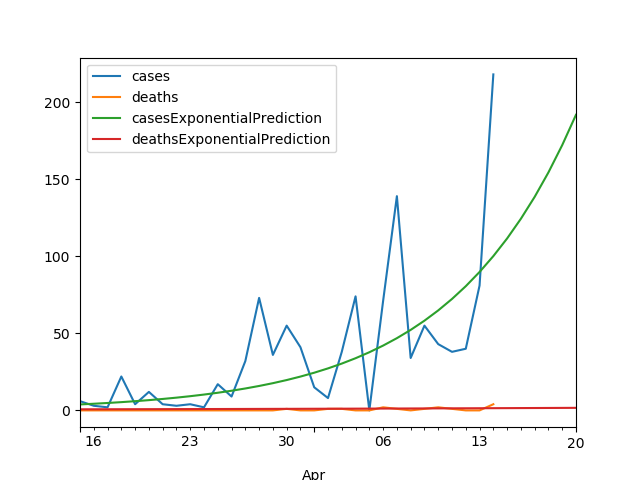 cases
deaths
casesExponentialPrediction
deathsExponentialPrediction
200
150
100
50
0
16 23 30 06 13 20
Apr